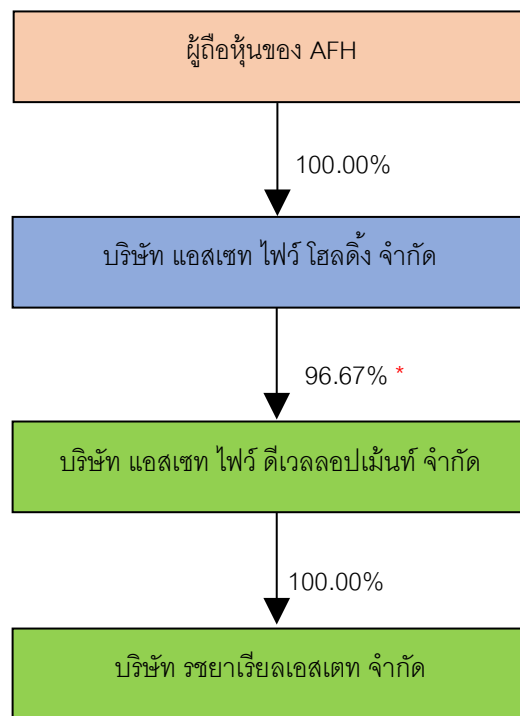 ผู้ถือหุ้นของ AFH
100.00%
บริษัท แอสเซท ไฟว์ โฮลดิ้ง จำกัด
96.67% *
บริษัท แอสเซท ไฟว์ ดีเวลลอปเม้นท์ จำกัด
100.00%
บริษัท รชยาเรียลเอสเตท จำกัด